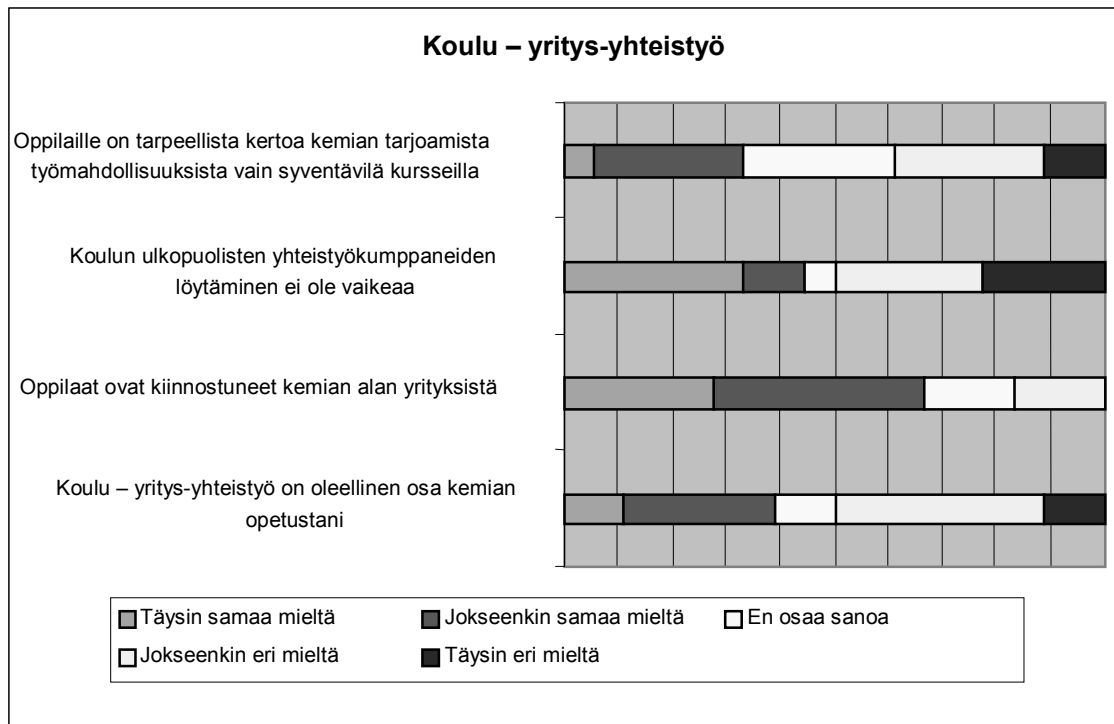 Koulu – yritys-yhteistyö
Oppilaille on tarpeellista kertoa kemian tarjoamista
työmahdollisuuksista vain syventävilä kursseilla
Koulun ulkopuolisten yhteistyökumppaneiden
löytäminen ei ole vaikeaa
Oppilaat ovat kiinnostuneet kemian alan yrityksistä
Koulu – yritys-yhteistyö on oleellinen osa kemian
opetustani
Täysin samaa mieltä Jokseenkin samaa mieltä En osaa sanoa
Jokseenkin eri mieltä Täysin eri mieltä